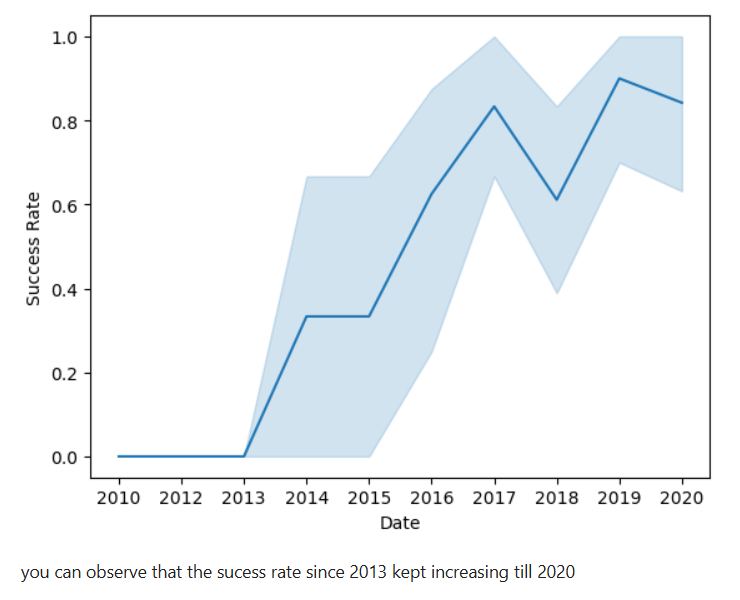 1.0
0.8
0.6
0.4
0.2
0.0
Success Rate
2010 2012 2013 2014 2015 2016 2017 2018 2019 2020
Date
you can observe that the sucess rate since 2013 kept increasing till 2020